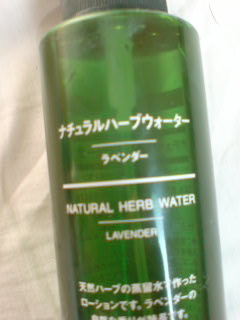 ナチュラルハーブウォーター
ラベンダー
NATURAL HERB WATER
LAVENDER
天然ハーブの蒸留水で作った
ローションです。ラベンダーの